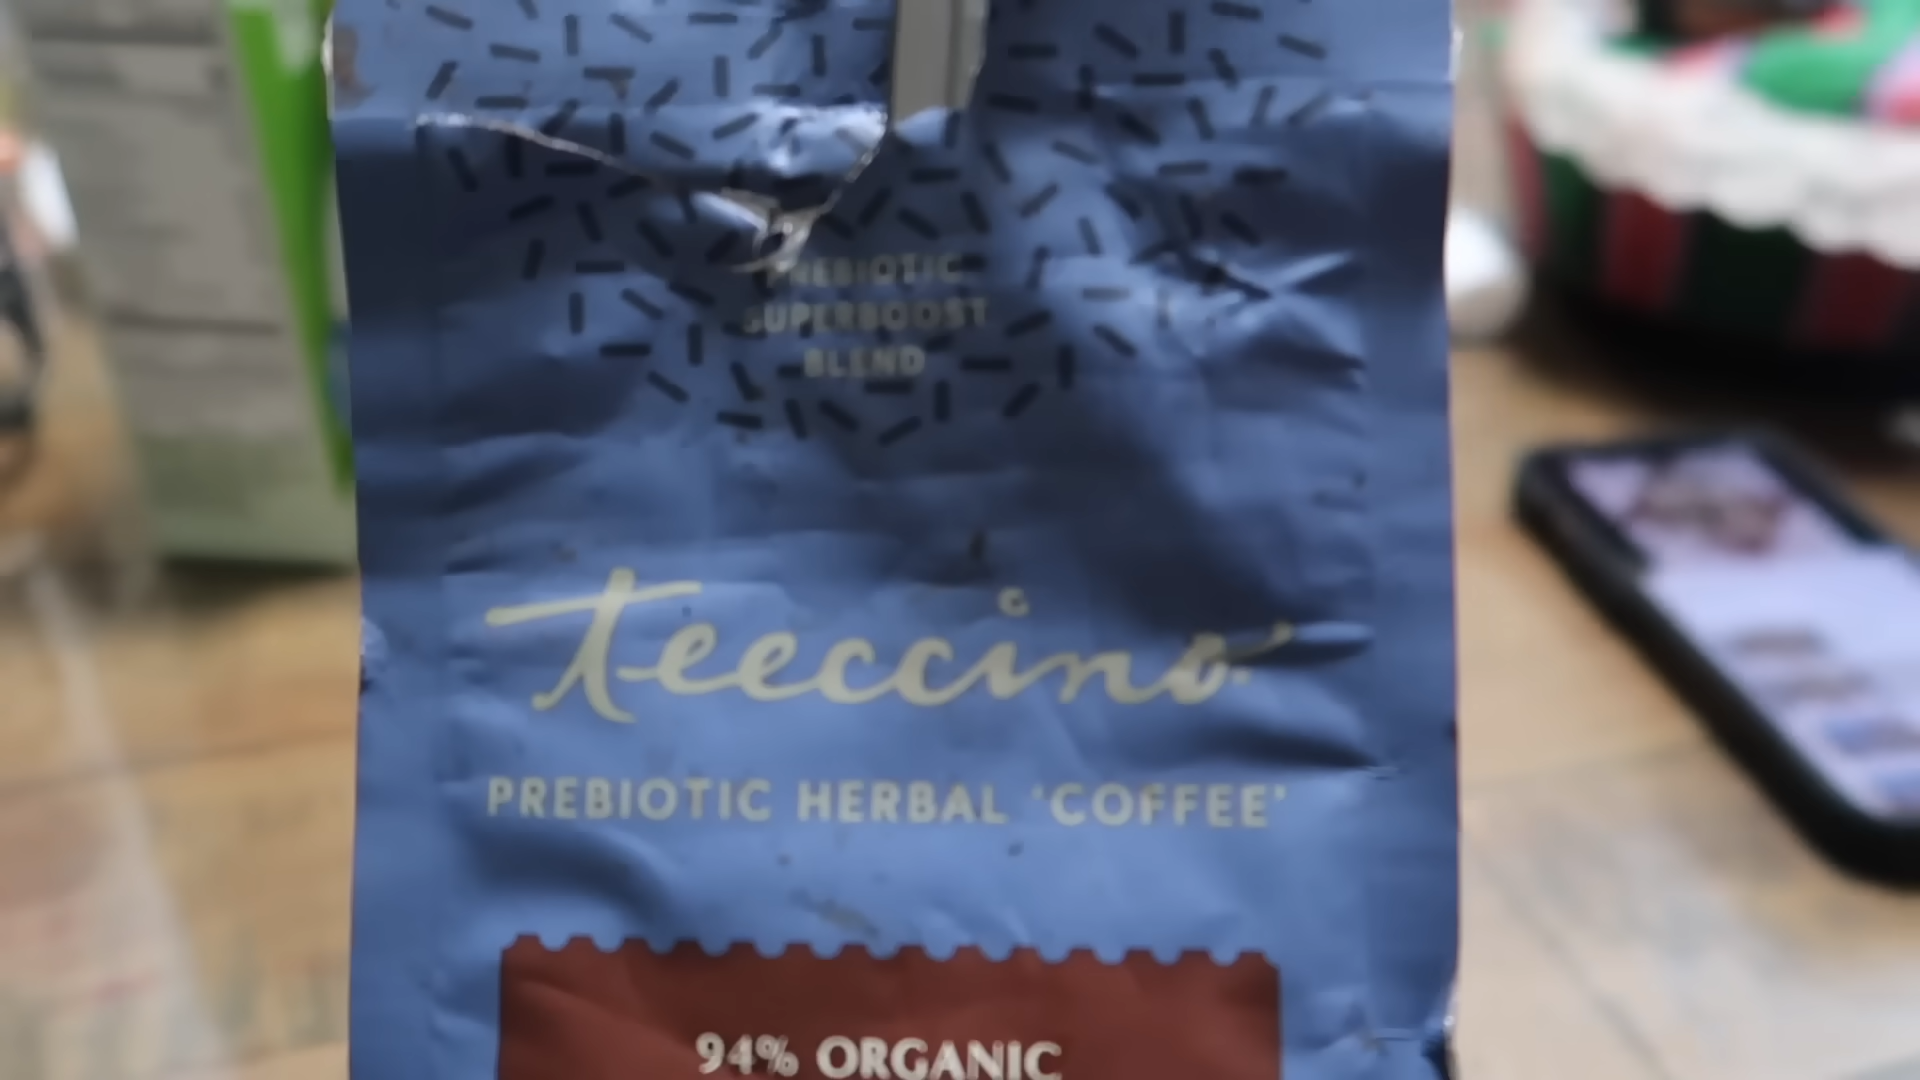 PREBIOTIC
SUPERBOOST
BLEND
teeccino
PREBIOTIC HERBAL 'COFFEE'
94% ORGANIC